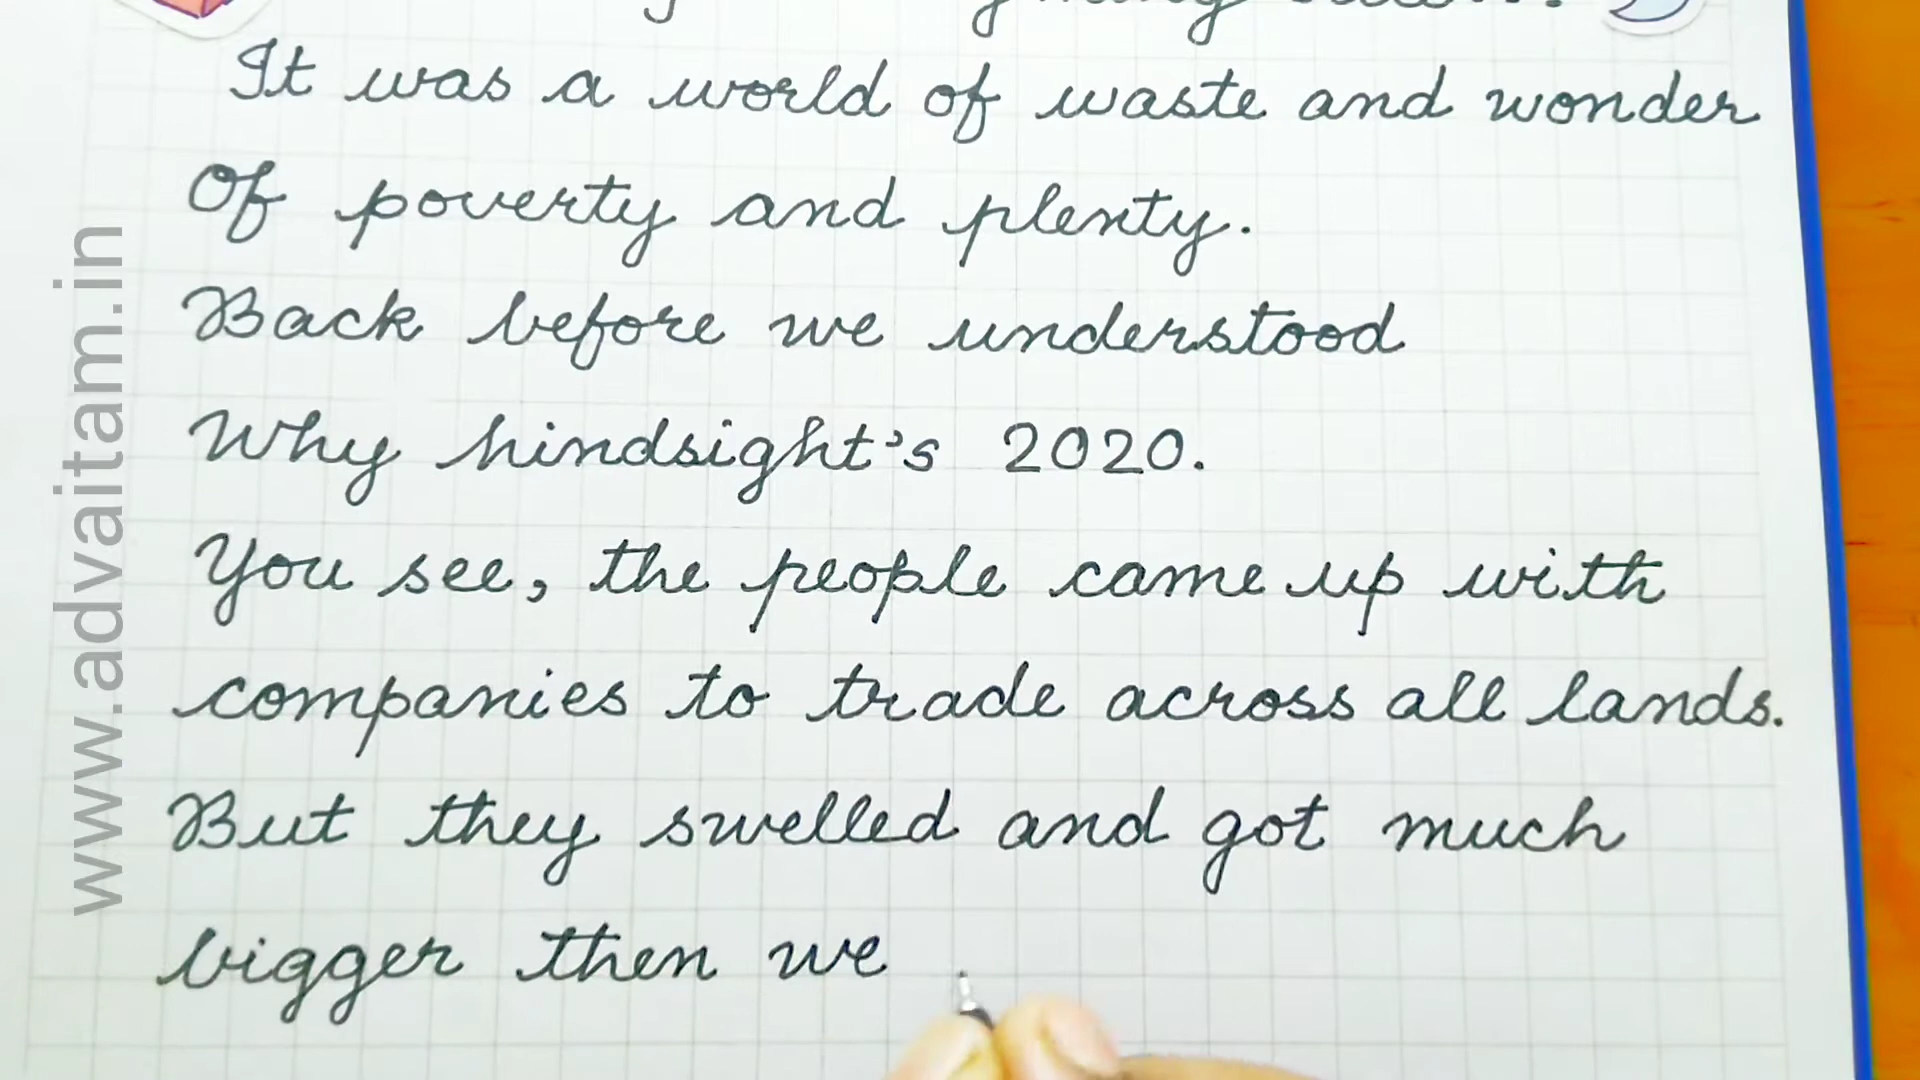 It was a world of waste and wonder
Of poverty and plenty.
Back before we understood
Why hindsight's 2020.
You see, the people came up with
companies to trade across all lands.
But they swelled and got much
bigger then we
www.advaitam.in